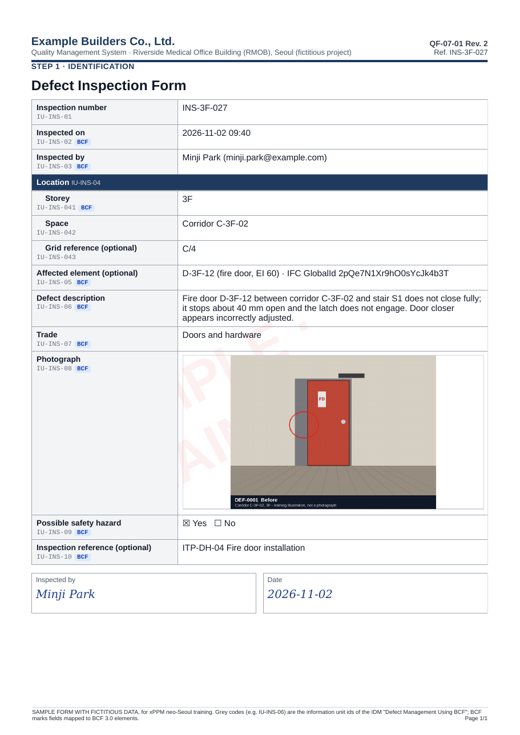 Example Builders Co., Ltd.
QF-07-01 Rev. 2
Quality Management System · Riverside Medical Office Building (RMOB), Seoul (fictitious project)
Ref. INS-3F-027
STEP 1 · IDENTIFICATION
Defect Inspection Form
Inspection number
INS-3F-027
IU-INS-01
Inspected on
2026-11-02 09:40
IU-INS-02 BCF
Inspected by
Minji Park (minji.park@example.com)
IU-INS-03 BCF
Location IU-INS-04
Storey
3F
IU-INS-041 BCF
Space
Corridor C-3F-02
IU-INS-042
Grid reference (optional)
C/4
IU-INS-043
Affected element (optional)
D-3F-12 (fire door, EI 60) · IFC GlobalId 2pQe7N1Xr9hO0sYcJk4b3T
IU-INS-05 BCF
Defect description
Fire door D-3F-12 between corridor C-3F-02 and stair S1 does not close fully;
IU-INS-06 BCF
it stops about 40 mm open and the latch does not engage. Door closer
appears incorrectly adjusted.
Trade
Doors and hardware
IU-INS-07 BCF
Photograph
IU-INS-08 BCF
FD
DEF-0001 Before
Corridor C-3F-02, 3F · training illustration, not a photograph
Possible safety hazard
☒ Yes ☐ No
IU-INS-09 BCF
Inspection reference (optional)
ITP-DH-04 Fire door installation
IU-INS-10 BCF
Inspected by
Date
Minji Park
2026-11-02
SAMPLE FORM WITH FICTITIOUS DATA, for xPPM neo-Seoul training. Grey codes (e.g. IU-INS-06) are the information unit ids of the IDM "Defect Management Using BCF"; BCF
marks fields mapped to BCF 3.0 elements.
Page 1/1